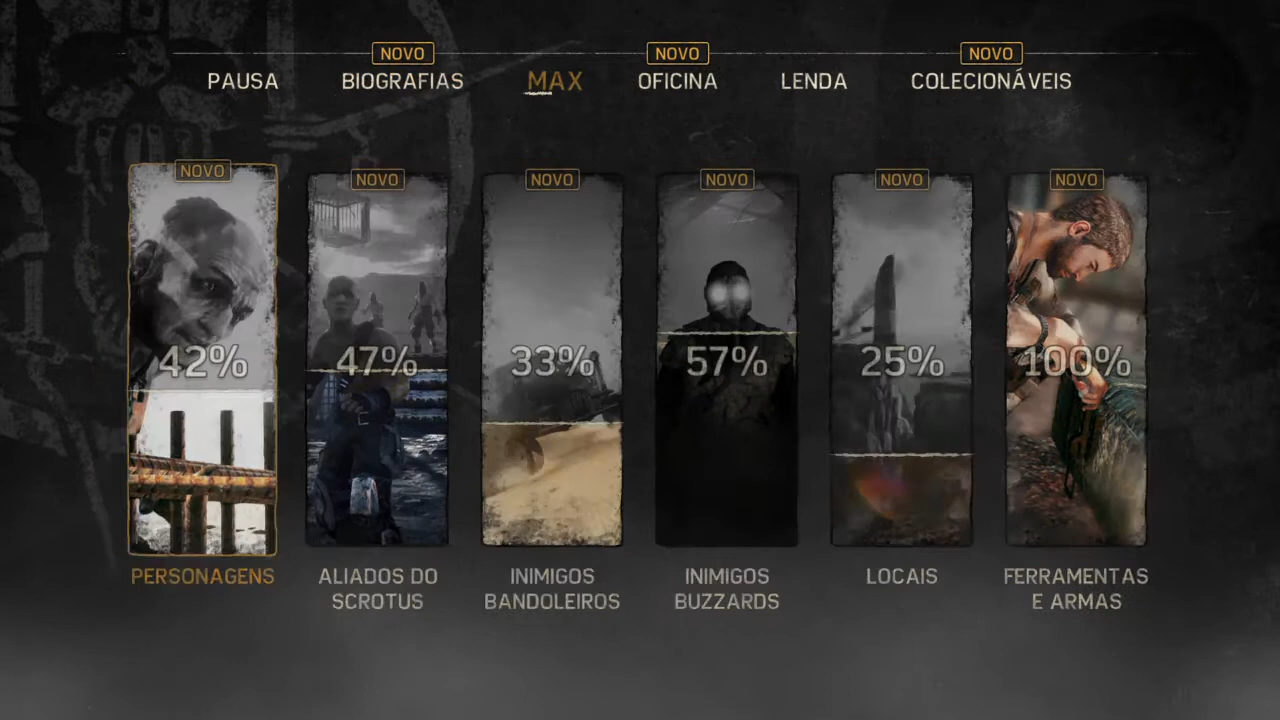 NOVO NOVO NOVO
PAUSA BIOGRAFIAS MAX OFICINA LENDA COLECIONÁVEIS
NOVO NOVO NOVO NOVO NOVO NOVO
42% 47% 33% 57% 25% 100%
PERSONAGENS ALIADOS DO INIMIGOS INIMIGOS LOCAIS FERRAMENTAS
SCROTUS BANDOLEIROS BUZZARDS E ARMAS